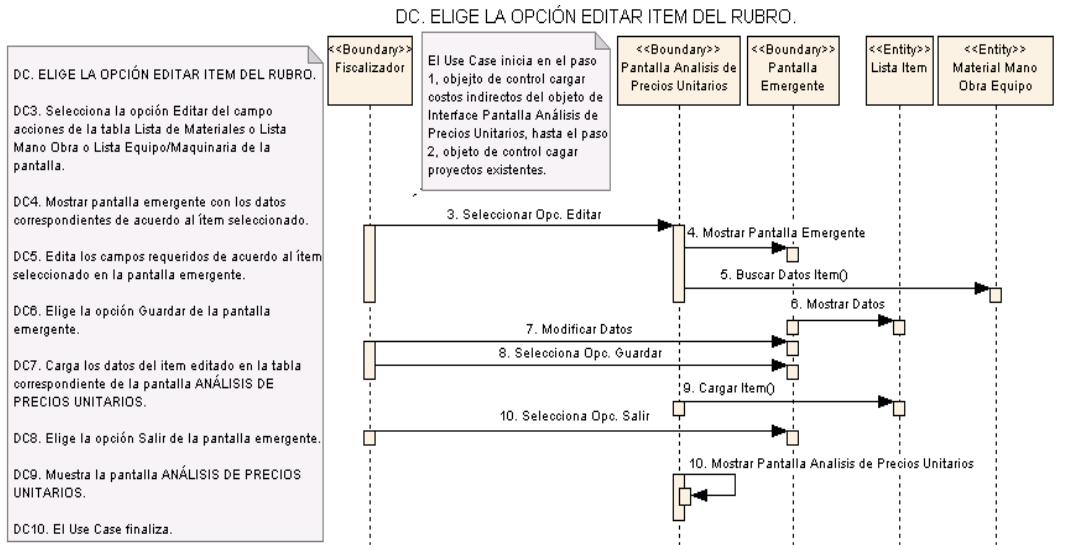 DC. ELIGE LA OPCIÓN EDITAR ITEM DEL RUBRO.
DC. ELIGE LA OPCIÓN EDITAR ITEM DEL RUBRO.
DC3. Selecciona la opción Editar del campo
acciones de la tabla Lista de Materiales o Lista
Mano Obra o Lista Equipo/Maquinaria de la
pantalla.
DC4. Mostrar pantalla emergente con los datos
correspondientes de acuerdo al ítem seleccionado.
DC5. Edita los campos requeridos de acuerdo al ítem
seleccionado en la pantalla emergente.
DC6. Elige la opción Guardar de la pantalla
emergente.
DC7. Carga los datos del item editado en la tabla
correspondiente de la pantalla ANÁLISIS DE
PRECIOS UNITARIOS.
DC8. Elige la opción Salir de la pantalla emergente.
DC9. Muestra la pantalla ANÁLISIS DE PRECIOS
UNITARIOS.
DC10. El Use Case finaliza.
<<Boundary>>
Fiscalizador
El Use Case inicia en el paso
1, objejto de control cargar
costos indirectos del objeto de
Interface Pantalla Análisis de
Precios Unitarios, hasta el paso
2, objeto de control cagar
proyectos existentes.
<<Boundary>>
Pantalla Analisis de
Precios Unitarios
<<Boundary>>
Pantalla
Emergente
<<Entity>>
Lista Item
<<Entity>>
Material Mano
Obra Equipo
3. Seleccionar Opc. Editar
4. Mostrar Pantalla Emergente
5. Buscar Datos Item()
6. Mostrar Datos
7. Modificar Datos
8. Selecciona Opc. Guardar
9. Cargar Item()
10. Selecciona Opc. Salir
10. Mostrar Pantalla Analisis de Precios Unitarios